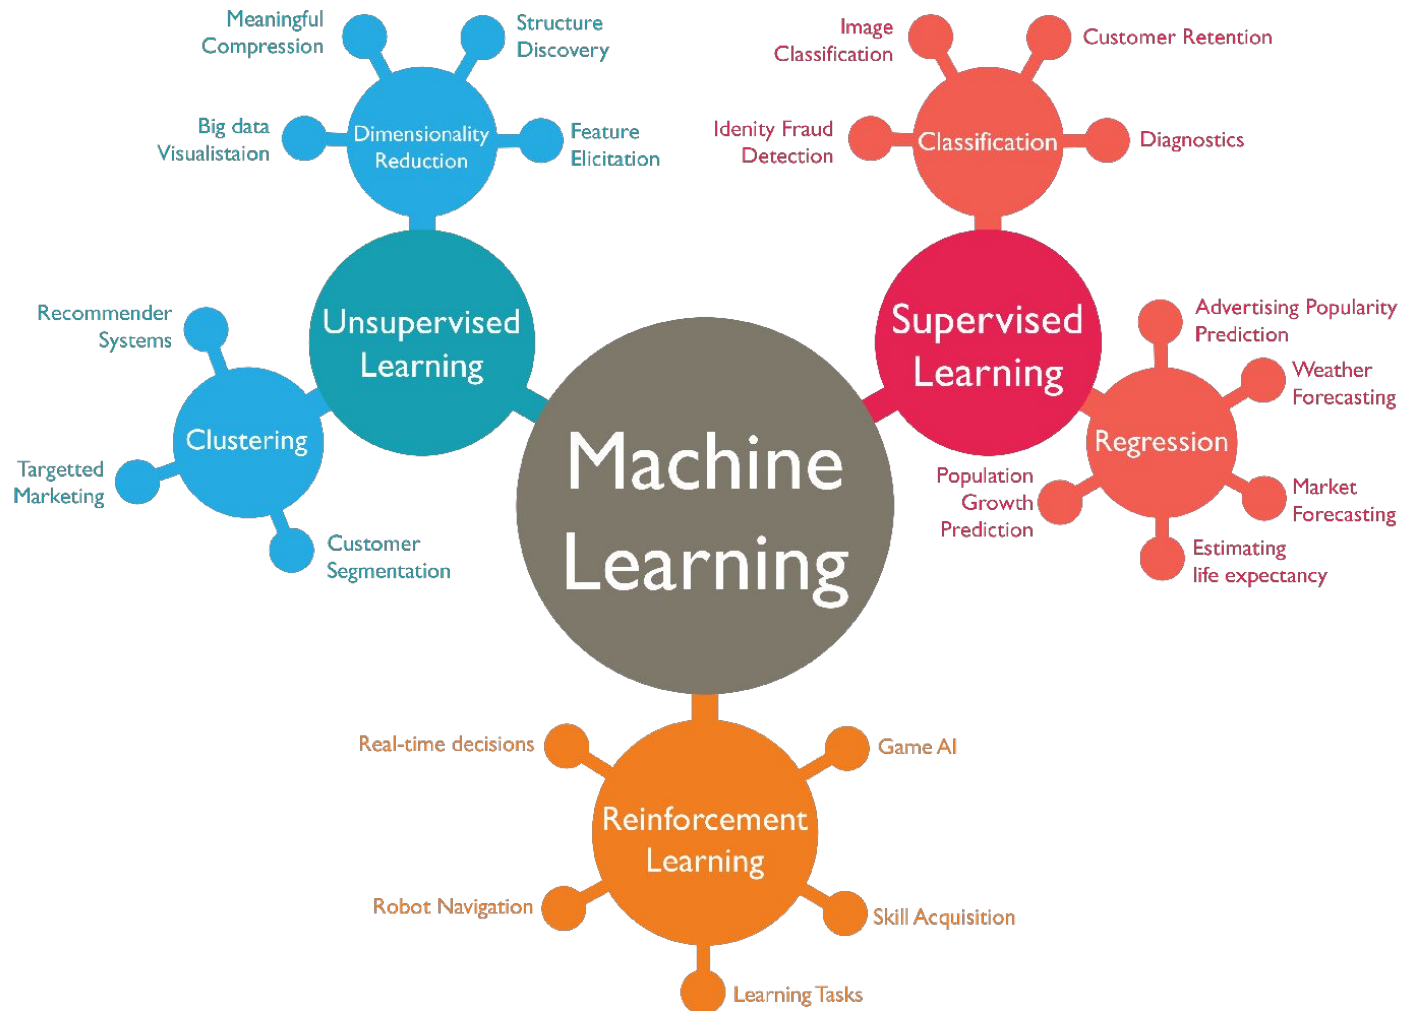 Meaningful
Compression
Structure
Discovery
Big data
Visualistaion
Dimensionality
Reduction
Feature
Elicitation
Unsupervised
Learning
Recommender
Systems
Clustering
Targetted
Marketing
Customer
Segmentation
Image
Classification
Customer Retention
Idenity Fraud
Detection
Classification
Diagnostics
Supervised
Learning
Advertising Popularity
Prediction
Weather
Forecasting
Regression
Population
Growth
Prediction
Market
Forecasting
Estimating
life expectancy
Machine
Learning
Real-time decisions
Game AI
Reinforcement
Learning
Robot Navigation
Skill Acquisition
Learning Tasks